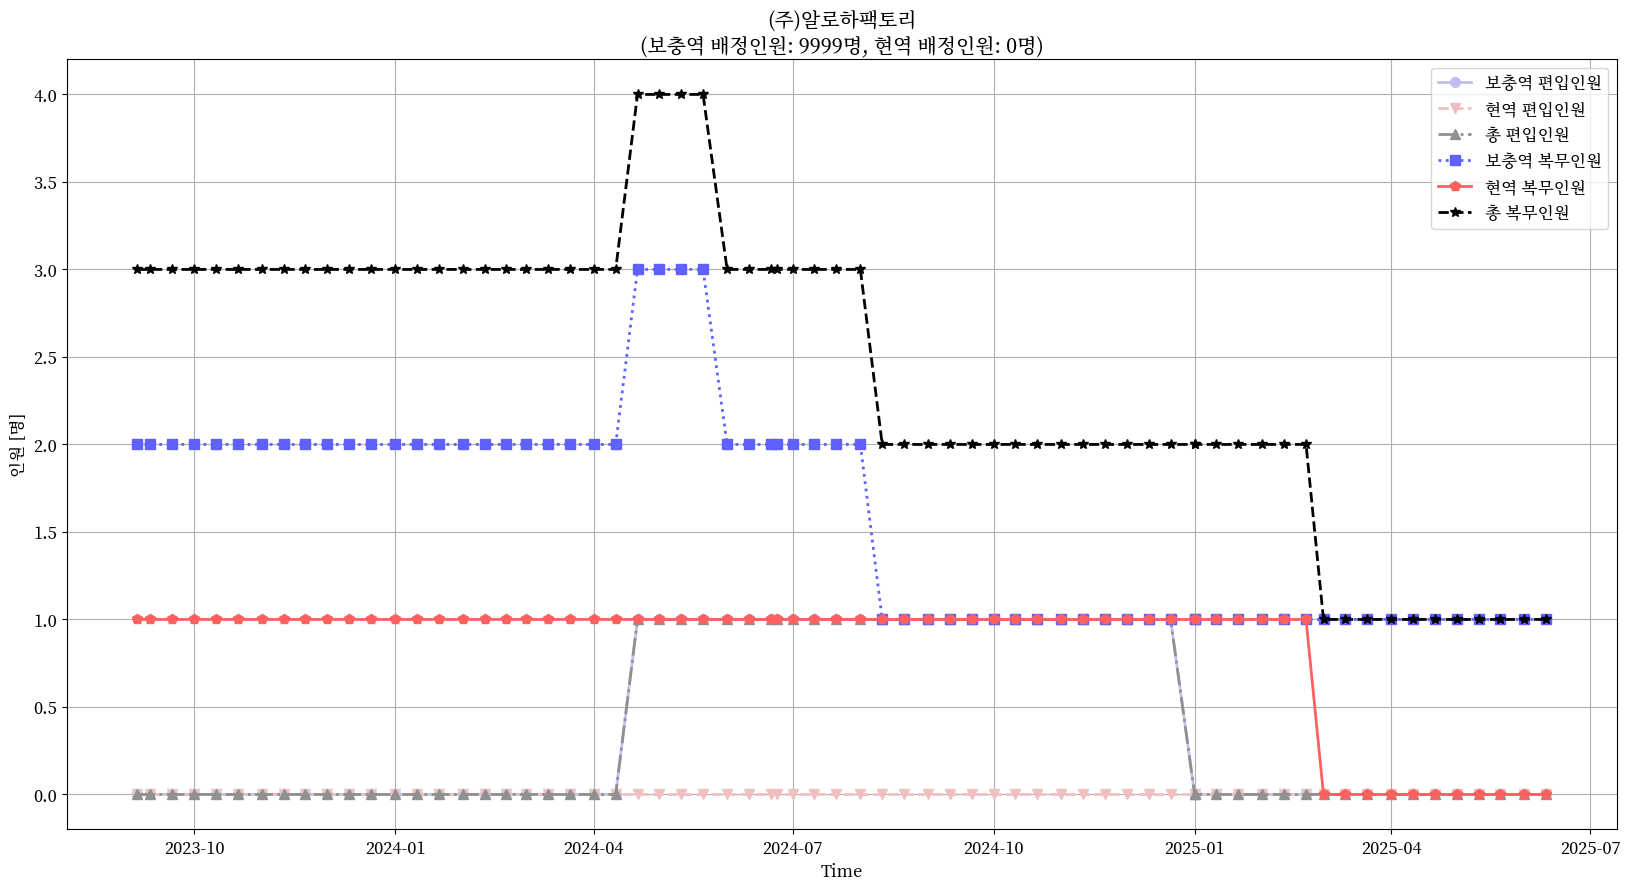 (주)알로하팩토리
(보충역 배정인원: 9999명, 현역 배정인원: 0명)
보충역 편입인원
현역 편입인원
총 편입인원
보충역 복무인원
현역 복무인원
총 복무인원
인원 [명]
4.0
3.5
3.0
2.5
2.0
1.5
1.0
0.5
0.0
2023-10
2024-01
2024-04
2024-07
2024-10
2025-01
2025-04
2025-07
Time